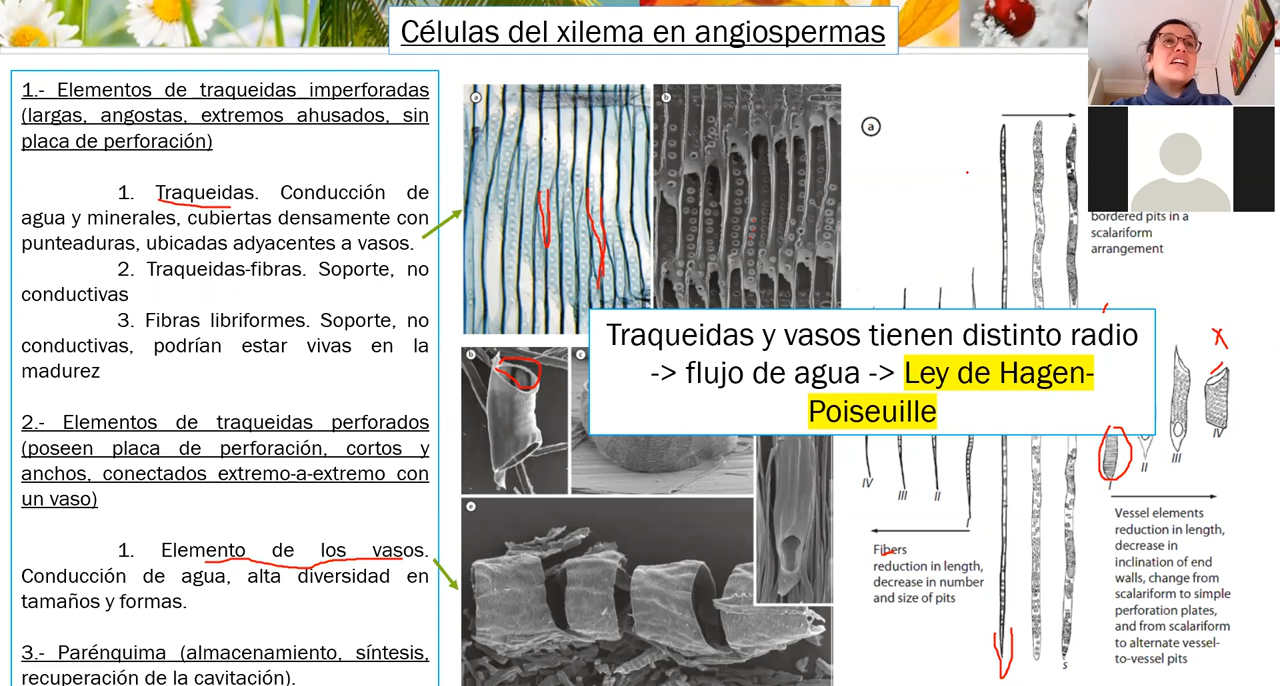 Células del xilema en angiospermas
1.- Elementos de traqueidas imperforadas
(largas, angostas, extremos ahusados, sin
placa de perforación)
1. Traqueidas. Conducción de
agua y minerales, cubiertas densamente con
punteaduras, ubicadas adyacentes a vasos.
2. Traqueidas-fibras. Soporte, no
conductivas
3. Fibras libriformes. Soporte, no
conductivas, podrían estar vivas en la
madurez
2.- Elementos de traqueidas perforados
(poseen placa de perforación, cortos y
anchos, conectados extremo-a-extremo con
un vaso)
1. Elemento de los vasos.
Conducción de agua, alta diversidad en
tamaños y formas.
3.- Parénquima (almacenamiento, síntesis,
recuperación de la cavitación).
a
b
b
c
e
a
bordered pits in a
scalariform
arrangement
Traqueidas y vasos tienen distinto radio
-> flujo de agua -> Ley de Hagen-
Poiseuille
IV
III
II
I
S
I
II
III
IV
Fibers
reduction in length,
decrease in number
and size of pits
Vessel elements
reduction in length,
decrease in
inclination of end
walls, change from
scalariform to simple
perforation plates,
and from scalariform
to alternate vessel-
to-vessel pits